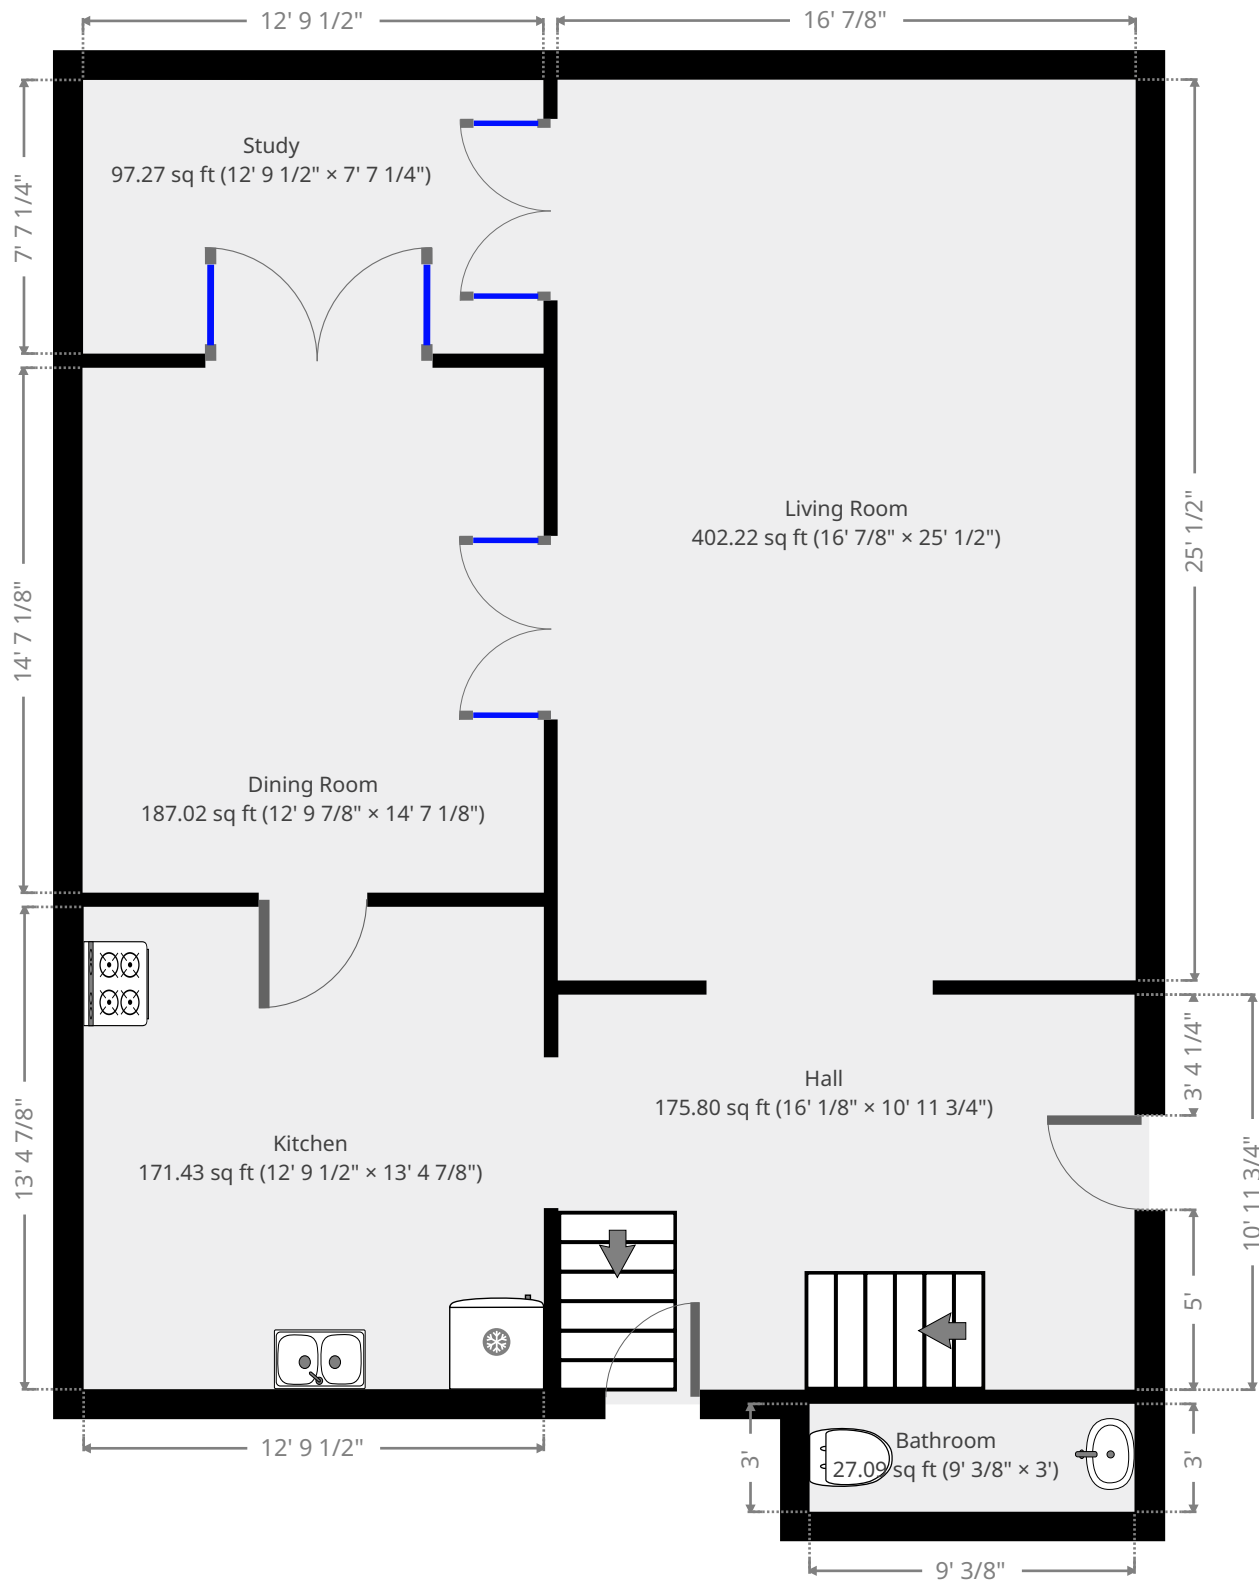 12' 9 1/2"
16' 7/8"
Study
97.27 sq ft (12' 9 1/2" × 7' 7 1/4")
7' 7 1/4"
Living Room
402.22 sq ft (16' 7/8" × 25' 1/2")
25' 1/2"
14' 7 1/8"
Dining Room
187.02 sq ft (12' 9 7/8" × 14' 7 1/8")
Hall
175.80 sq ft (16' 1/8" × 10' 11 3/4")
3' 4 1/4"
Kitchen
171.43 sq ft (12' 9 1/2" × 13' 4 7/8")
13' 4 7/8"
10' 11 3/4"
5'
12' 9 1/2"
3'
Bathroom
27.09 sq ft (9' 3/8" × 3')
3'
9' 3/8"